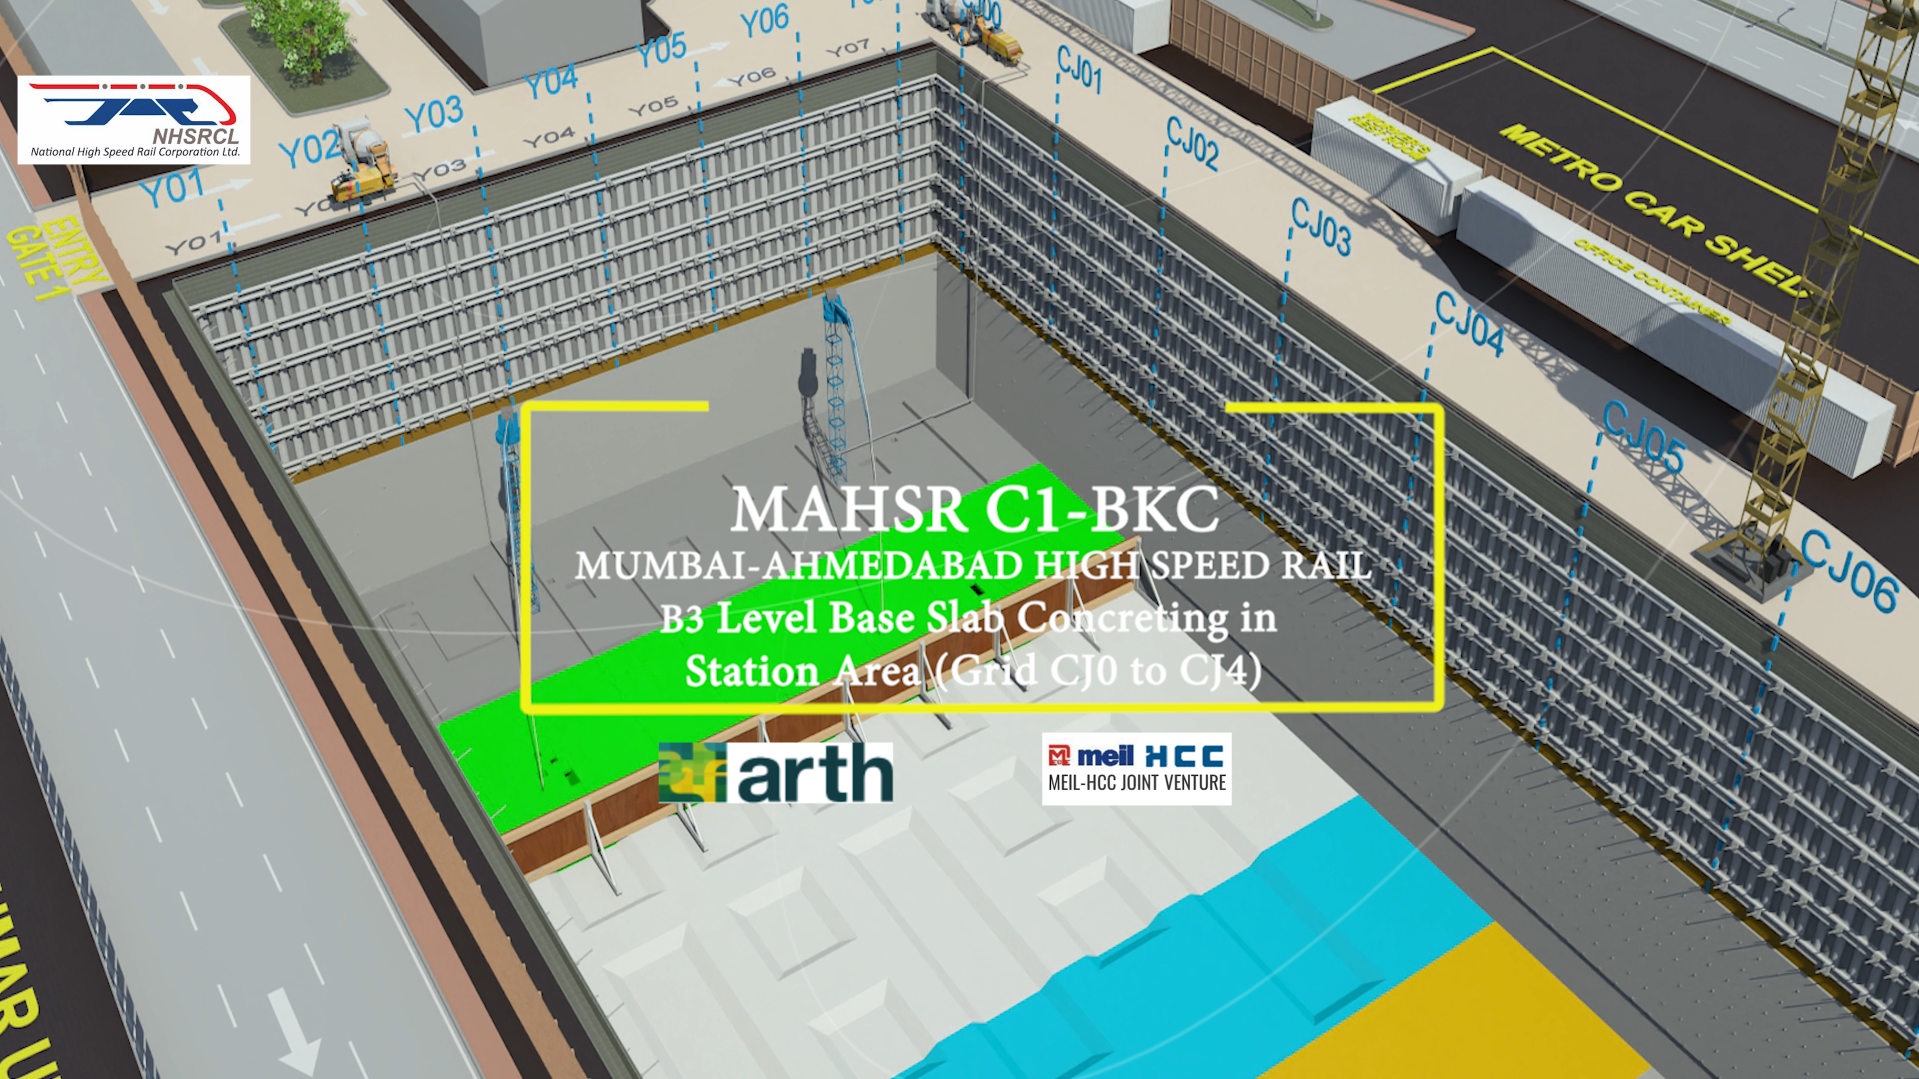 NHSRCL
National High Speed Rail Corporation Ltd.
Y01
Y02
Y03
Y04
Y05
Y06
Y01
Y03
Y04
Y05
Y06
Y07
CJ00
CJ01
CJ02
CJ03
CJ04
CJ05
CJ06
ENTRY
GATE 1
METRO CAR SHED
OFFICE CONTAINER
MAHSR C1-BKC
MUMBAI-AHMEDABAD HIGH SPEED RAIL
B3 Level Base Slab Concreting in
Station Area (Grid CJ0 to CJ4)
arth
meil HCC
MEIL-HCC JOINT VENTURE